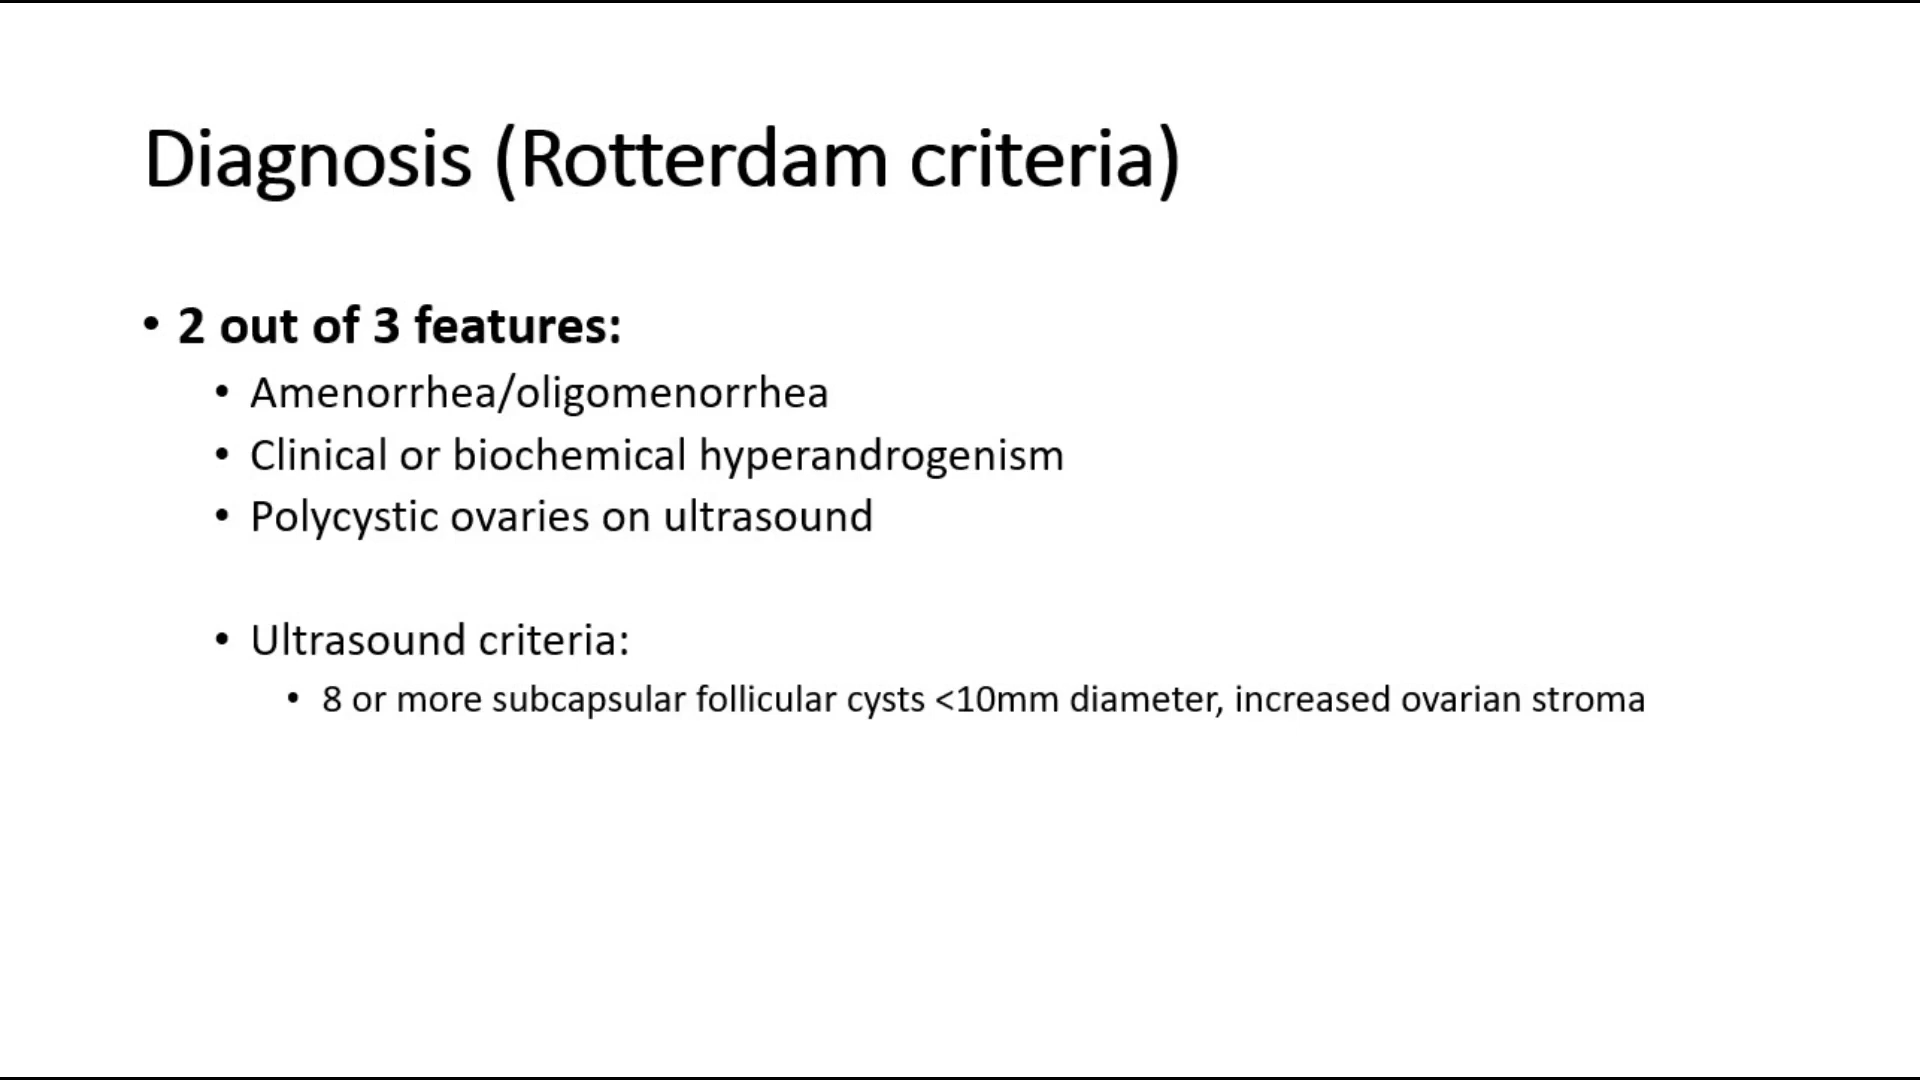 Diagnosis (Rotterdam criteria)
• 2 out of 3 features:
• Amenorrhea/oligomenorrhea
• Clinical or biochemical hyperandrogenism
• Polycystic ovaries on ultrasound
• Ultrasound criteria:
• 8 or more subcapsular follicular cysts <10mm diameter, increased ovarian stroma